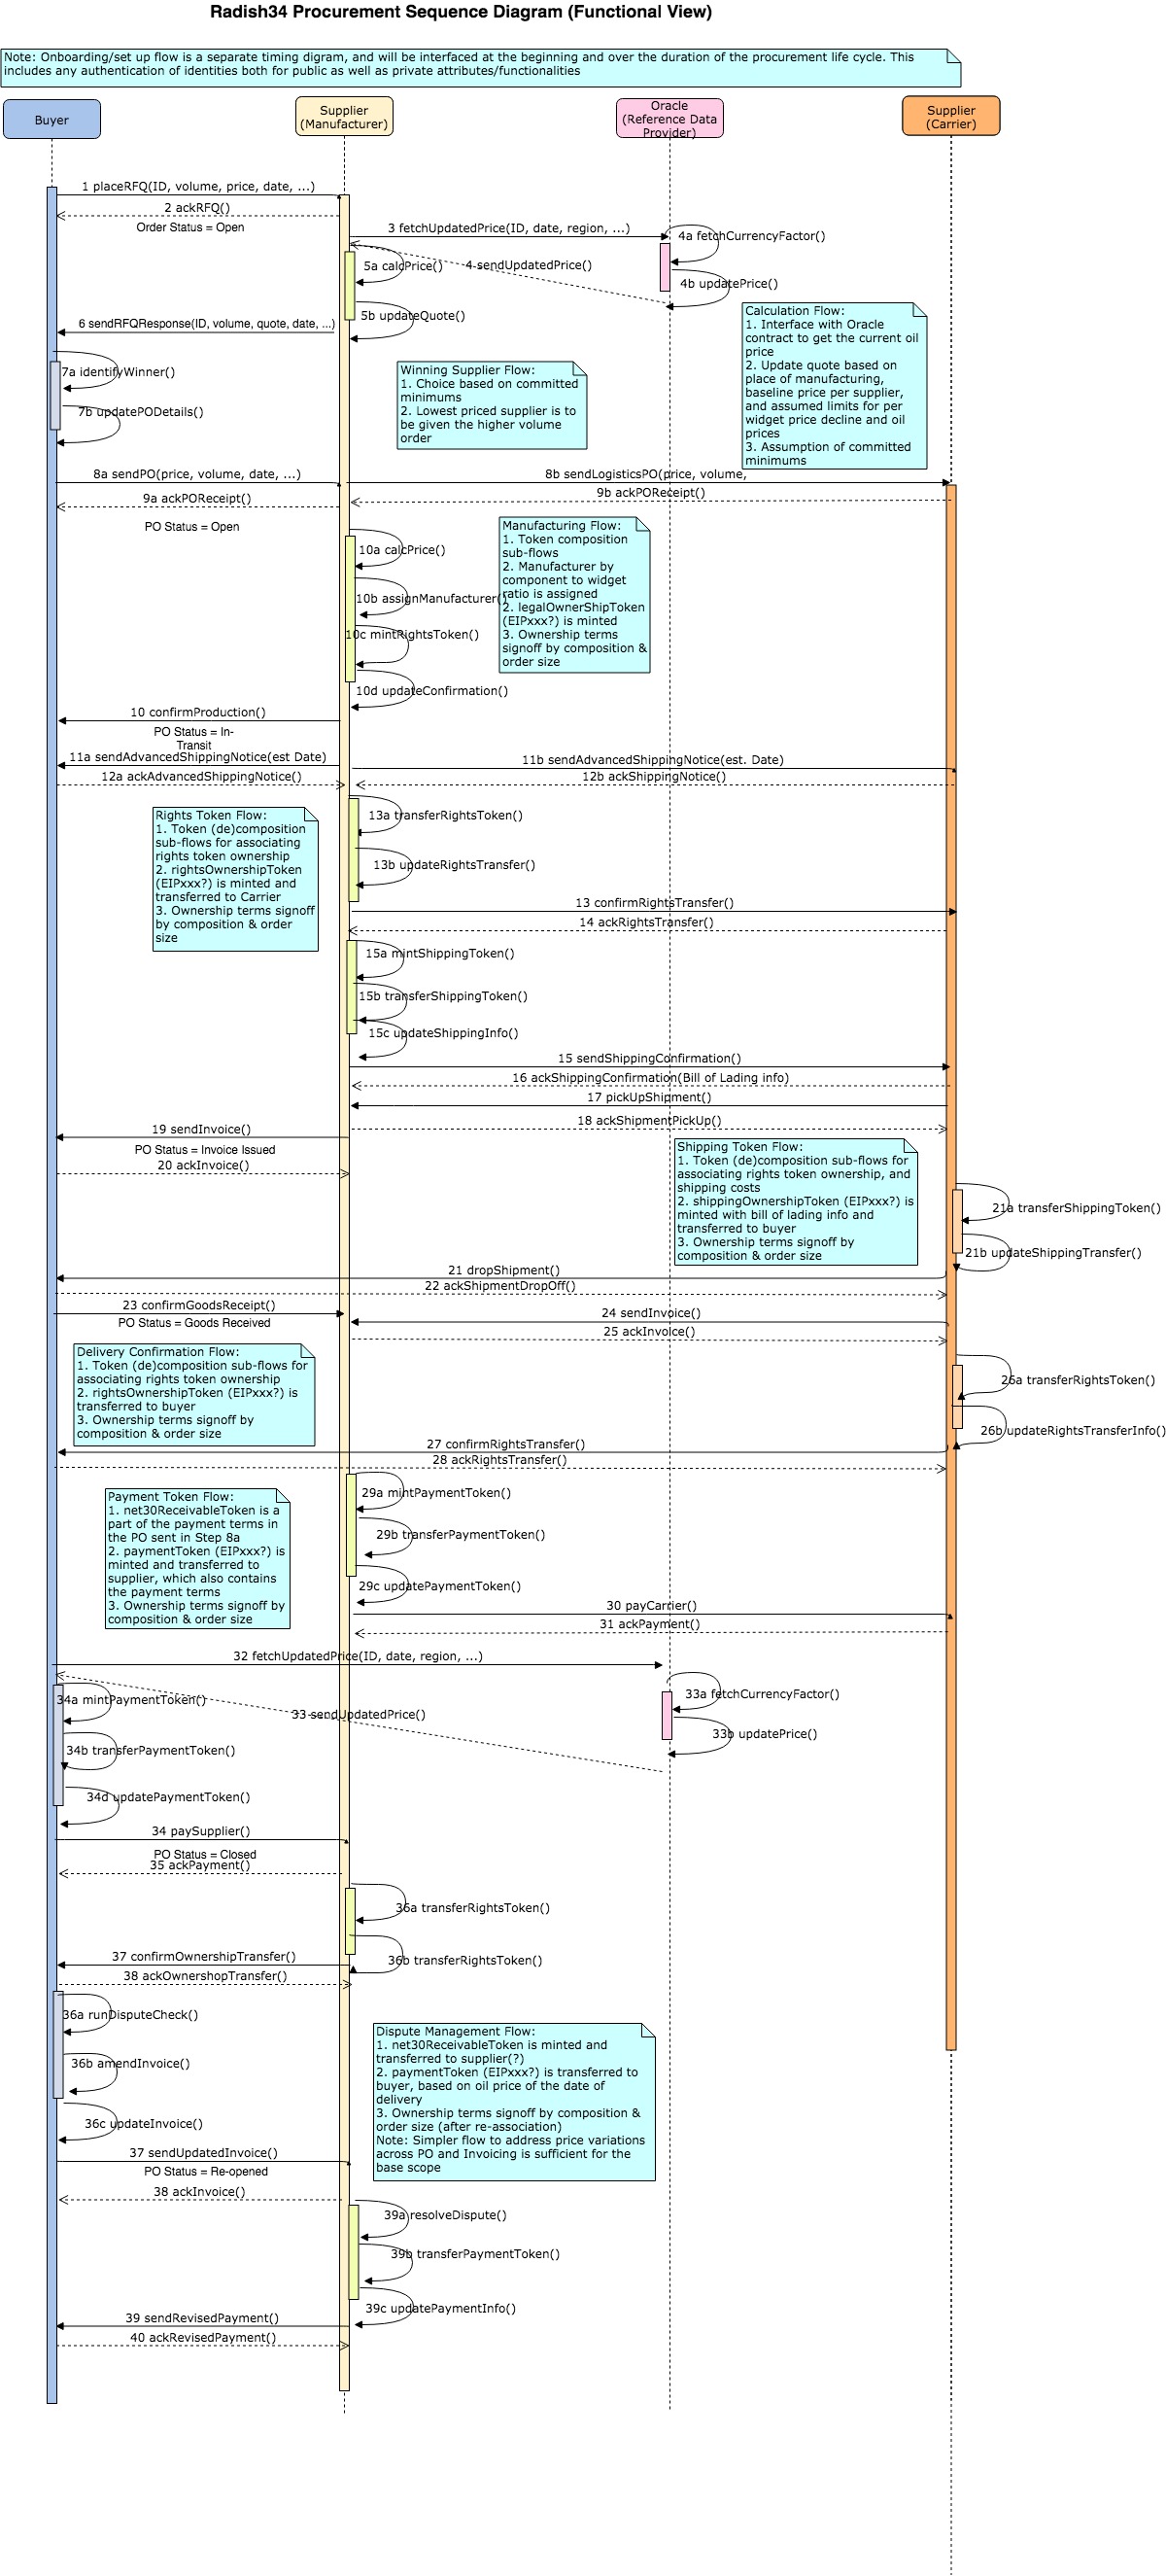 Radish34 Procurement Sequence Diagram (Functional View)
Note: Onboarding/set up flow is a separate timing digram, and will be interfaced at the beginning and over the duration of the procurement life cycle. This
includes any authentication of identities both for public as well as private attributes/functionalities
Buyer
Supplier
(Manufacturer)
Oracle
(Reference Data
Provider)
Supplier
(Carrier)
1 placeRFQ(ID, volume, price, date, ...)
2 ackRFQ()
Order Status = Open
3 fetchUpdatedPrice(ID, date, region, ...)
4a fetchCurrencyFactor()
5a calcPrice()
4 sendUpdatedPrice()
4b updatePrice()
5b updateQuote()
6 sendRFQResponse(ID, volume, quote, date, ...)
Calculation Flow:
1. Interface with Oracle
contract to get the current oil
price
2. Update quote based on
place of manufacturing,
baseline price per supplier,
and assumed limits for per
widget price decline and oil
prices
3. Assumption of committed
minimums
7a identifyWinner()
7b updatePODetails()
Winning Supplier Flow:
1. Choice based on committed
minimums
2. Lowest priced supplier is to
be given the higher volume
order
8a sendPO(price, volume, date, ...)
8b sendLogisticsPO(price, volume,
9a ackPOReceipt()
9b ackPOReceipt()
PO Status = Open
10a calcPrice()
10b assignManufacturer()
10c mintRightsToken()
10d updateConfirmation()
Manufacturing Flow:
1. Token composition
sub-flows
2. Manufacturer by
component to widget
ratio is assigned
2. legalOwnerShipToken
(EIPxxx?) is minted
3. Ownership terms
signoff by composition &
order size
10 confirmProduction()
PO Status = In-
Transit
11a sendAdvancedShippingNotice(est Date)
11b sendAdvancedShippingNotice(est. Date)
12a ackAdvancedShippingNotice()
12b ackShippingNotice()
Rights Token Flow:
1. Token (de)composition
sub-flows for associating
rights token ownership
2. rightsOwnershipToken
(EIPxxx?) is minted and
transferred to Carrier
3. Ownership terms signoff
by composition & order
size
13a transferRightsToken()
13b updateRightsTransfer()
13 confirmRightsTransfer()
14 ackRightsTransfer()
15a mintShippingToken()
15b transferShippingToken()
15c updateShippingInfo()
15 sendShippingConfirmation()
16 ackShippingConfirmation(Bill of Lading info)
17 pickUpShipment()
18 ackShipmentPickUp()
19 sendInvoice()
PO Status = Invoice Issued
20 ackInvoice()
Shipping Token Flow:
1. Token (de)composition sub-flows for
associating rights token ownership, and
shipping costs
2. shippingOwnershipToken (EIPxxx?) is
minted with bill of lading info and
transferred to buyer
3. Ownership terms signoff by
composition & order size
21a transferShippingToken()
21b updateShippingTransfer()
21 dropShipment()
22 ackShipmentDropOff()
23 confirmGoodsReceipt()
PO Status = Goods Received
24 sendInvoice()
25 ackInvoice()
Delivery Confirmation Flow:
1. Token (de)composition sub-flows for
associating rights token ownership
2. rightsOwnershipToken (EIPxxx?) is
transferred to buyer
3. Ownership terms signoff by
composition & order size
26a transferRightsToken()
26b updateRightsTransferInfo()
27 confirmRightsTransfer()
28 ackRightsTransfer()
Payment Token Flow:
1. net30ReceivableToken is a
part of the payment terms in
the PO sent in Step 8a
2. paymentToken (EIPxxx?) is
minted and transferred to
supplier, which also contains
the payment terms
3. Ownership terms signoff by
composition & order size
29a mintPaymentToken()
29b transferPaymentToken()
29c updatePaymentToken()
30 payCarrier()
31 ackPayment()
32 fetchUpdatedPrice(ID, date, region, ...)
33a fetchCurrencyFactor()
34a mintPaymentToken()
33 sendUpdatedPrice()
33b updatePrice()
34b transferPaymentToken()
34d updatePaymentToken()
34 paySupplier()
PO Status = Closed
35 ackPayment()
36a transferRightsToken()
36b transferRightsToken()
37 confirmOwnershipTransfer()
38 ackOwnershopTransfer()
36a runDisputeCheck()
36b amendInvoice()
36c updateInvoice()
Dispute Management Flow:
1. net30ReceivableToken is minted and
transferred to supplier(?)
2. paymentToken (EIPxxx?) is transferred to
buyer, based on oil price of the date of
delivery
3. Ownership terms signoff by composition &
order size (after re-association)
Note: Simpler flow to address price variations
across PO and Invoicing is sufficient for the
base scope
37 sendUpdatedInvoice()
PO Status = Re-opened
38 ackInvoice()
39a resolveDispute()
39b transferPaymentToken()
39c updatePaymentInfo()
39 sendRevisedPayment()
40 ackRevisedPayment()